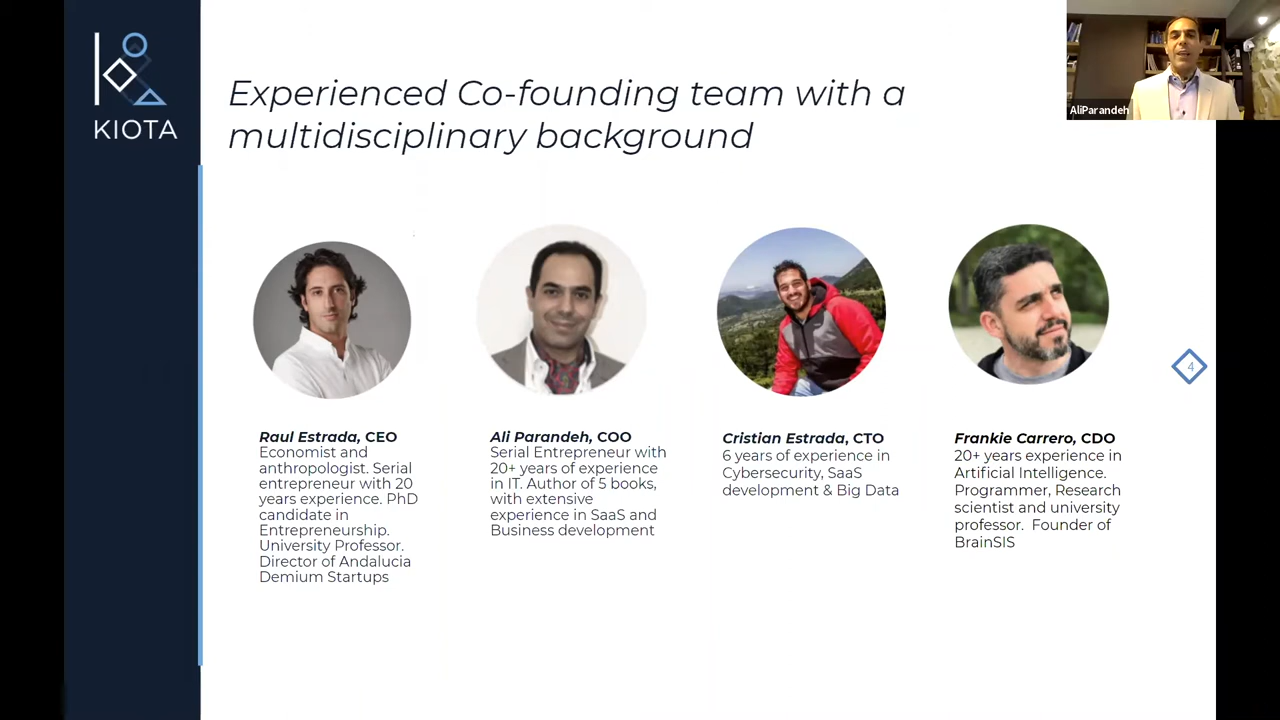 KIOTA
Experienced Co-founding team with a
multidisciplinary background
AliParandeh
Raul Estrada, CEO
Economist and
anthropologist. Serial
entrepreneur with 20
years experience. PhD
candidate in
Entrepreneurship.
University Professor.
Director of Andalucia
Demium Startups
Ali Parandeh, COO
Serial Entrepreneur with
20+ years of experience
in IT. Author of 5 books,
with extensive
experience in SaaS and
Business development
Cristian Estrada, CTO
6 years of experience in
Cybersecurity, SaaS
development & Big Data
Frankie Carrero, CDO
20+ years experience in
Artificial Intelligence.
Programmer, Research
scientist and university
professor. Founder of
BrainSIS
4